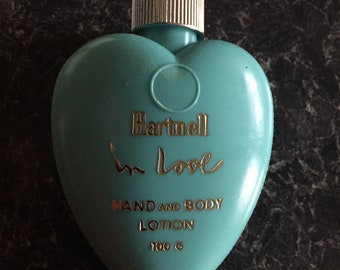 Hartnell
in Love
HAND AND BODY
LOTION
100 G